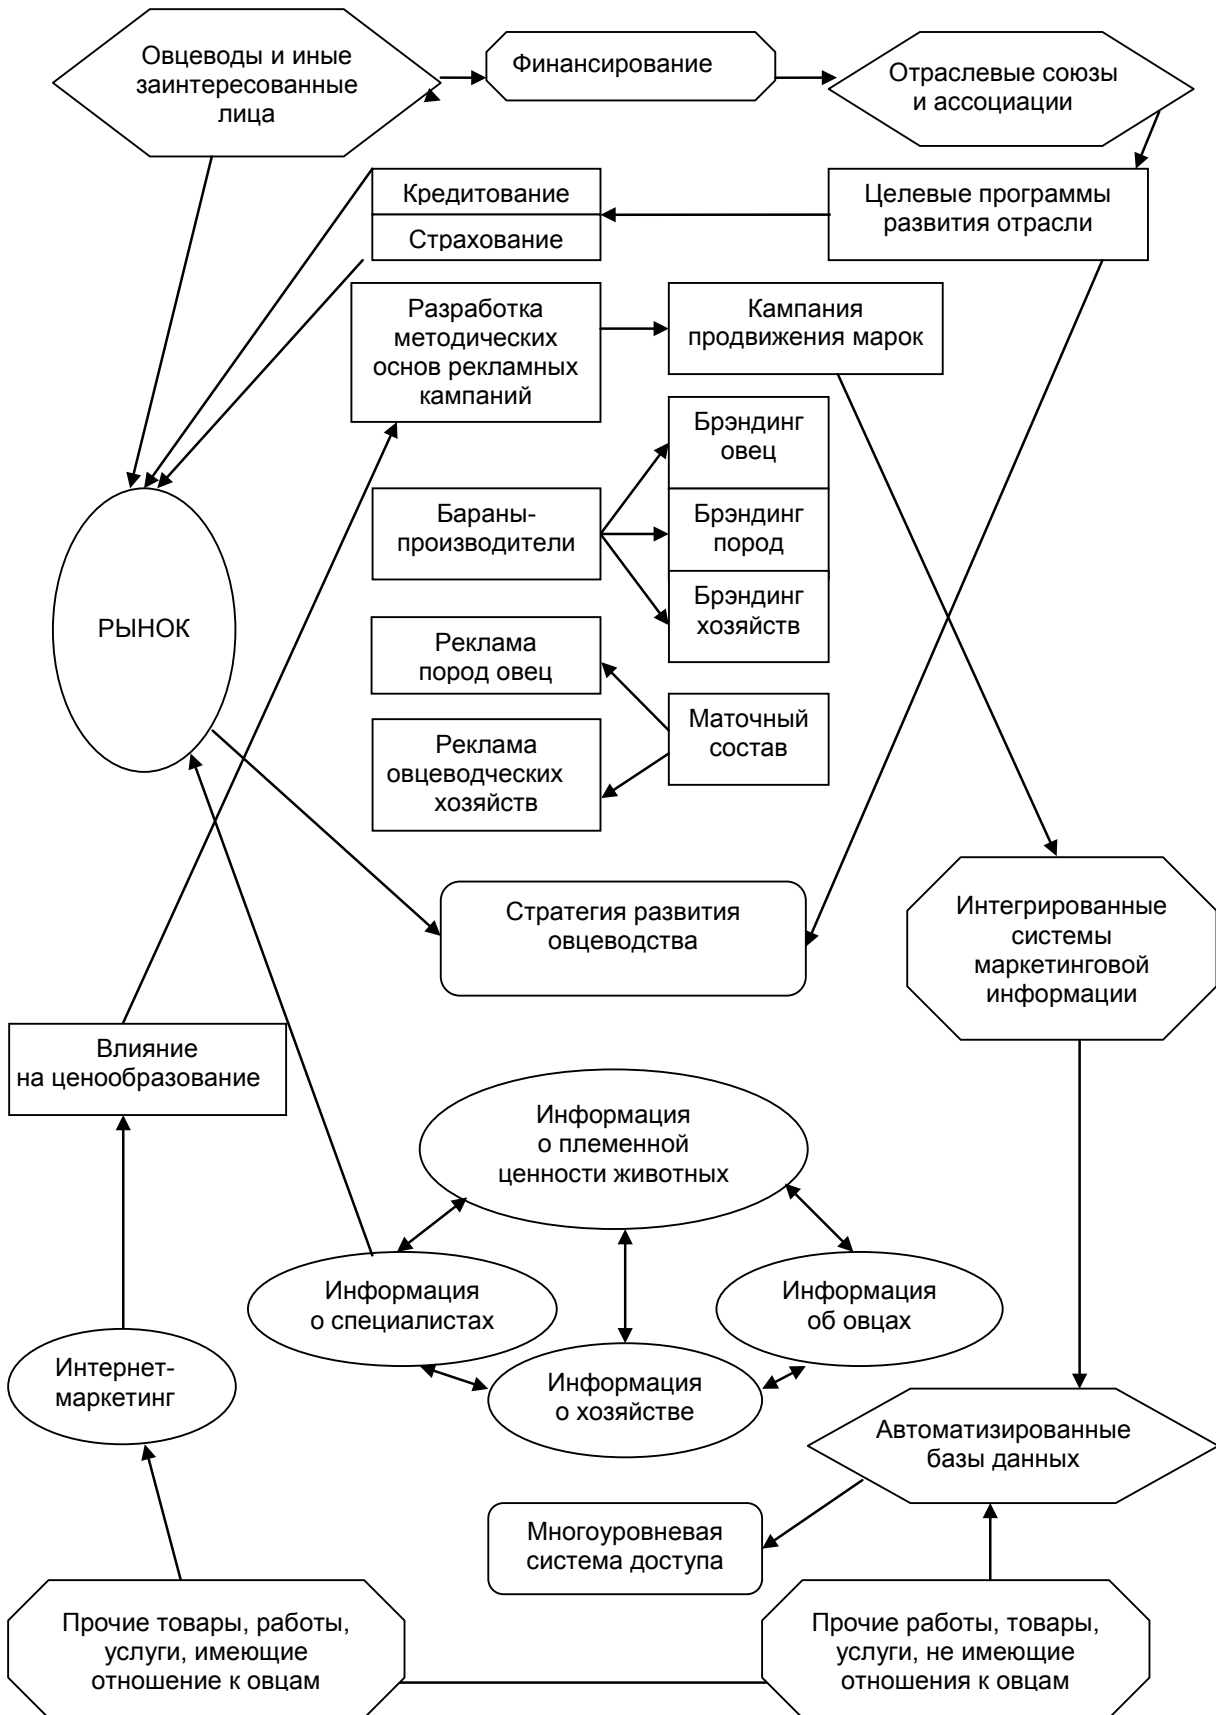 Овцеводы и иные
заинтересованные
лица
Финансирование
Отраслевые союзы
и ассоциации
Кредитование
Страхование
Целевые программы
развития отрасли
Разработка
методических
основ рекламных
кампаний
Кампания
продвижения марок
Брэндинг
овец
Бараны-
производители
Брэндинг
пород
Брэндинг
хозяйств
РЫНОК
Реклама
пород овец
Маточный
состав
Реклама
овцеводческих
хозяйств
Стратегия развития
овцеводства
Интегрированные
системы
маркетинговой
информации
Влияние
на ценообразование
Информация
о племенной
ценности животных
Информация
о специалистах
Информация
об овцах
Интернет-
маркетинг
Информация
о хозяйстве
Автоматизированные
базы данных
Многоуровневая
система доступа
Прочие товары, работы,
услуги, имеющие
отношение к овцам
Прочие работы, товары,
услуги, не имеющие
отношения к овцам